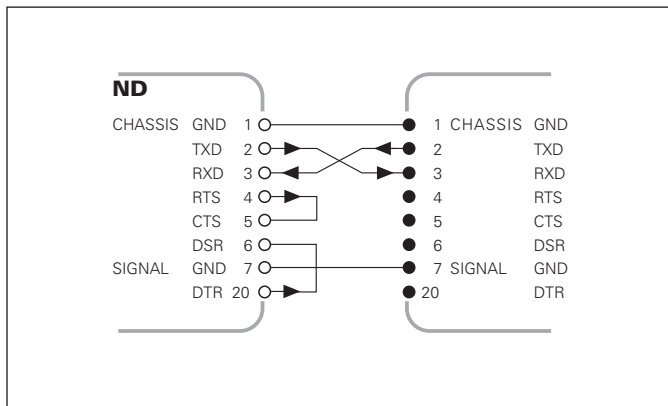 ND
CHASSIS GND 1 1 CHASSIS GND
TXD 2 2 TXD
RXD 3 3 RXD
RTS 4 4 RTS
CTS 5 5 CTS
DSR 6 6 DSR
SIGNAL GND 7 7 SIGNAL GND
DTR 20 20 DTR